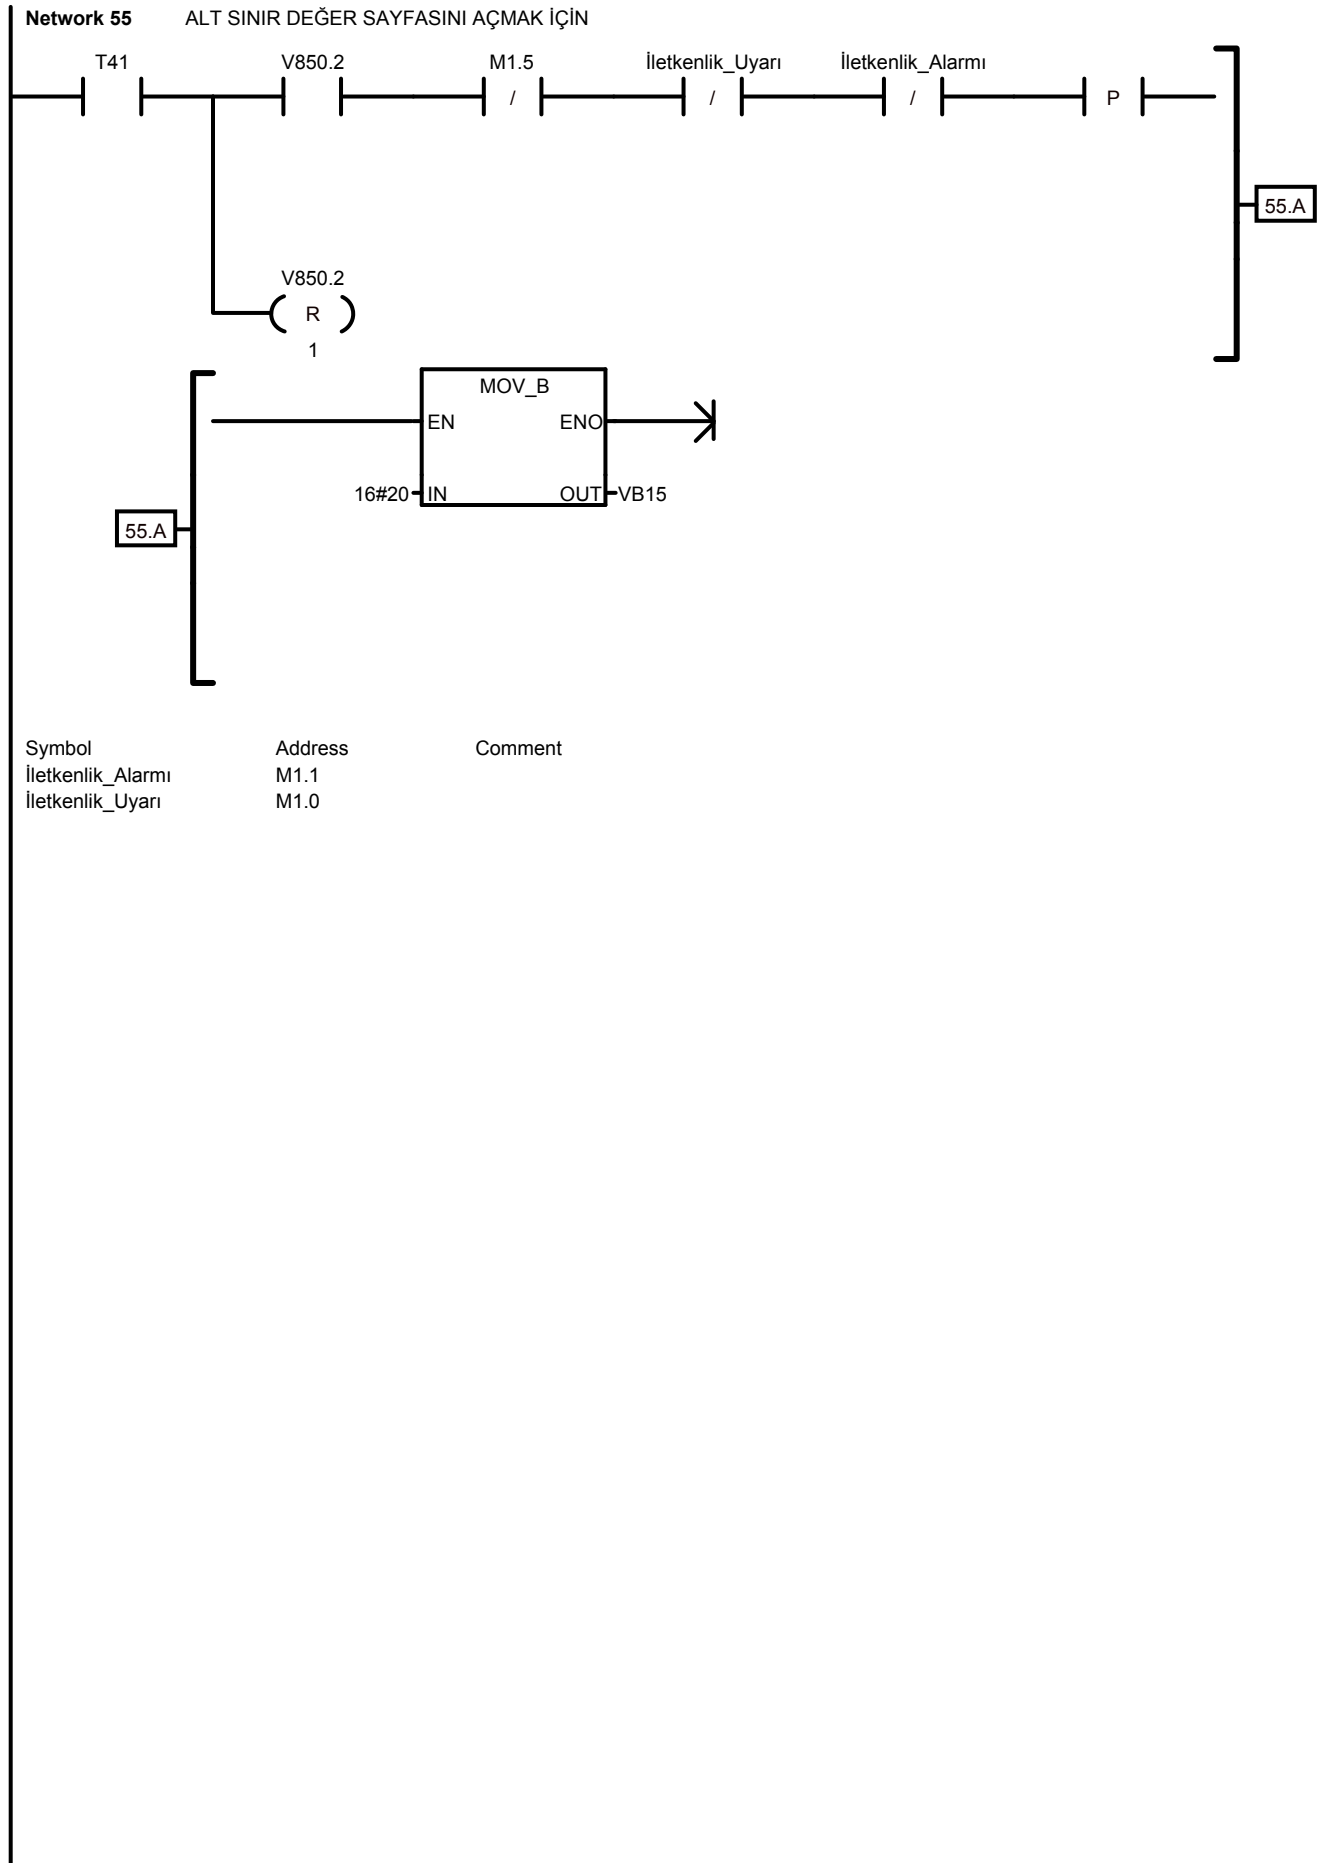 Network 55 ALT SINIR DEĞER SAYFASINI AÇMAK İÇİN
T41 V850.2 M1.5 İletkenlik_Uyarı İletkenlik_Alarmı
/ / / P
55.A
V850.2
R
1
MOV_B
EN ENO
16#20 IN OUT VB15
55.A
Symbol Address Comment
İletkenlik_Alarmı M1.1
İletkenlik_Uyarı M1.0